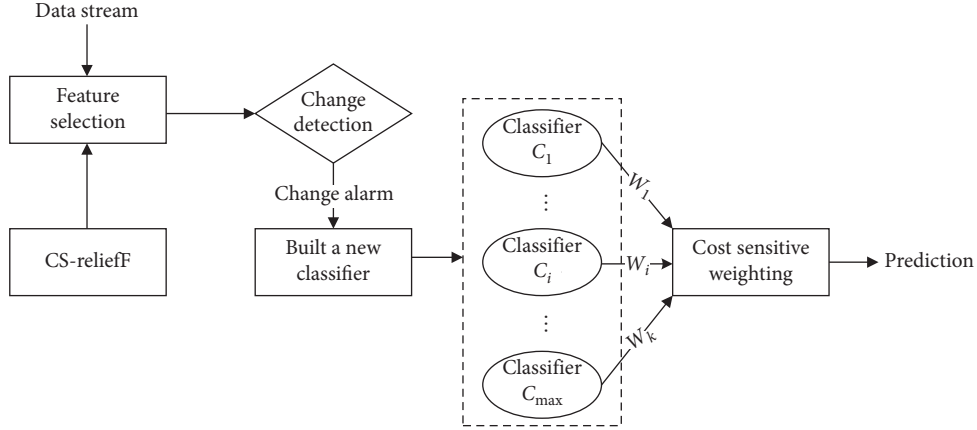 Data stream
Feature
selection
CS-reliefF
Change
detection
Change alarm
Built a new
classifier
Classifier
C1
⋮
Classifier
Ci
⋮
Classifier
Cmax
W1
Wi
Wk
Cost sensitive
weighting
Prediction